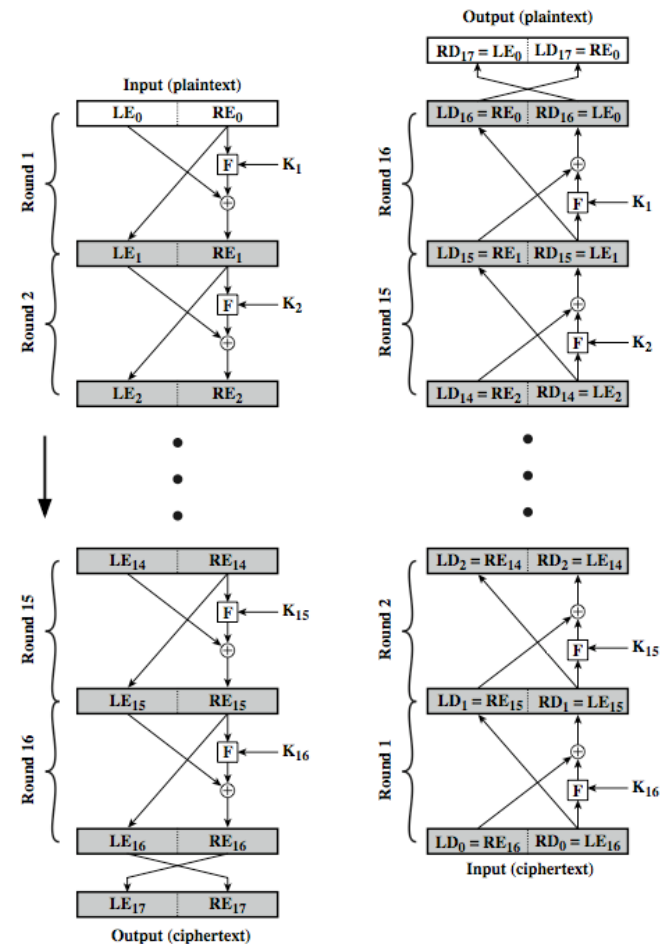 Input (plaintext)
LE0 RE0
Round 1
F
K1
LE1 RE1
Round 2
F
K2
LE2 RE2
LE14 RE14
Round 15
F
K15
LE15 RE15
Round 16
F
K16
LE16 RE16
LE17 RE17
Output (ciphertext)
Output (plaintext)
RD17 = LE0 LD17 = RE0
LD16 = RE0 RD16 = LE0
Round 16
F
K1
LD15 = RE1 RD15 = LE1
Round 15
F
K2
LD14 = RE2 RD14 = LE2
LD2 = RE14 RD2 = LE14
Round 2
F
K15
LD1 = RE15 RD1 = LE15
Round 1
F
K16
LD0 = RE16 RD0 = LE16
Input (ciphertext)